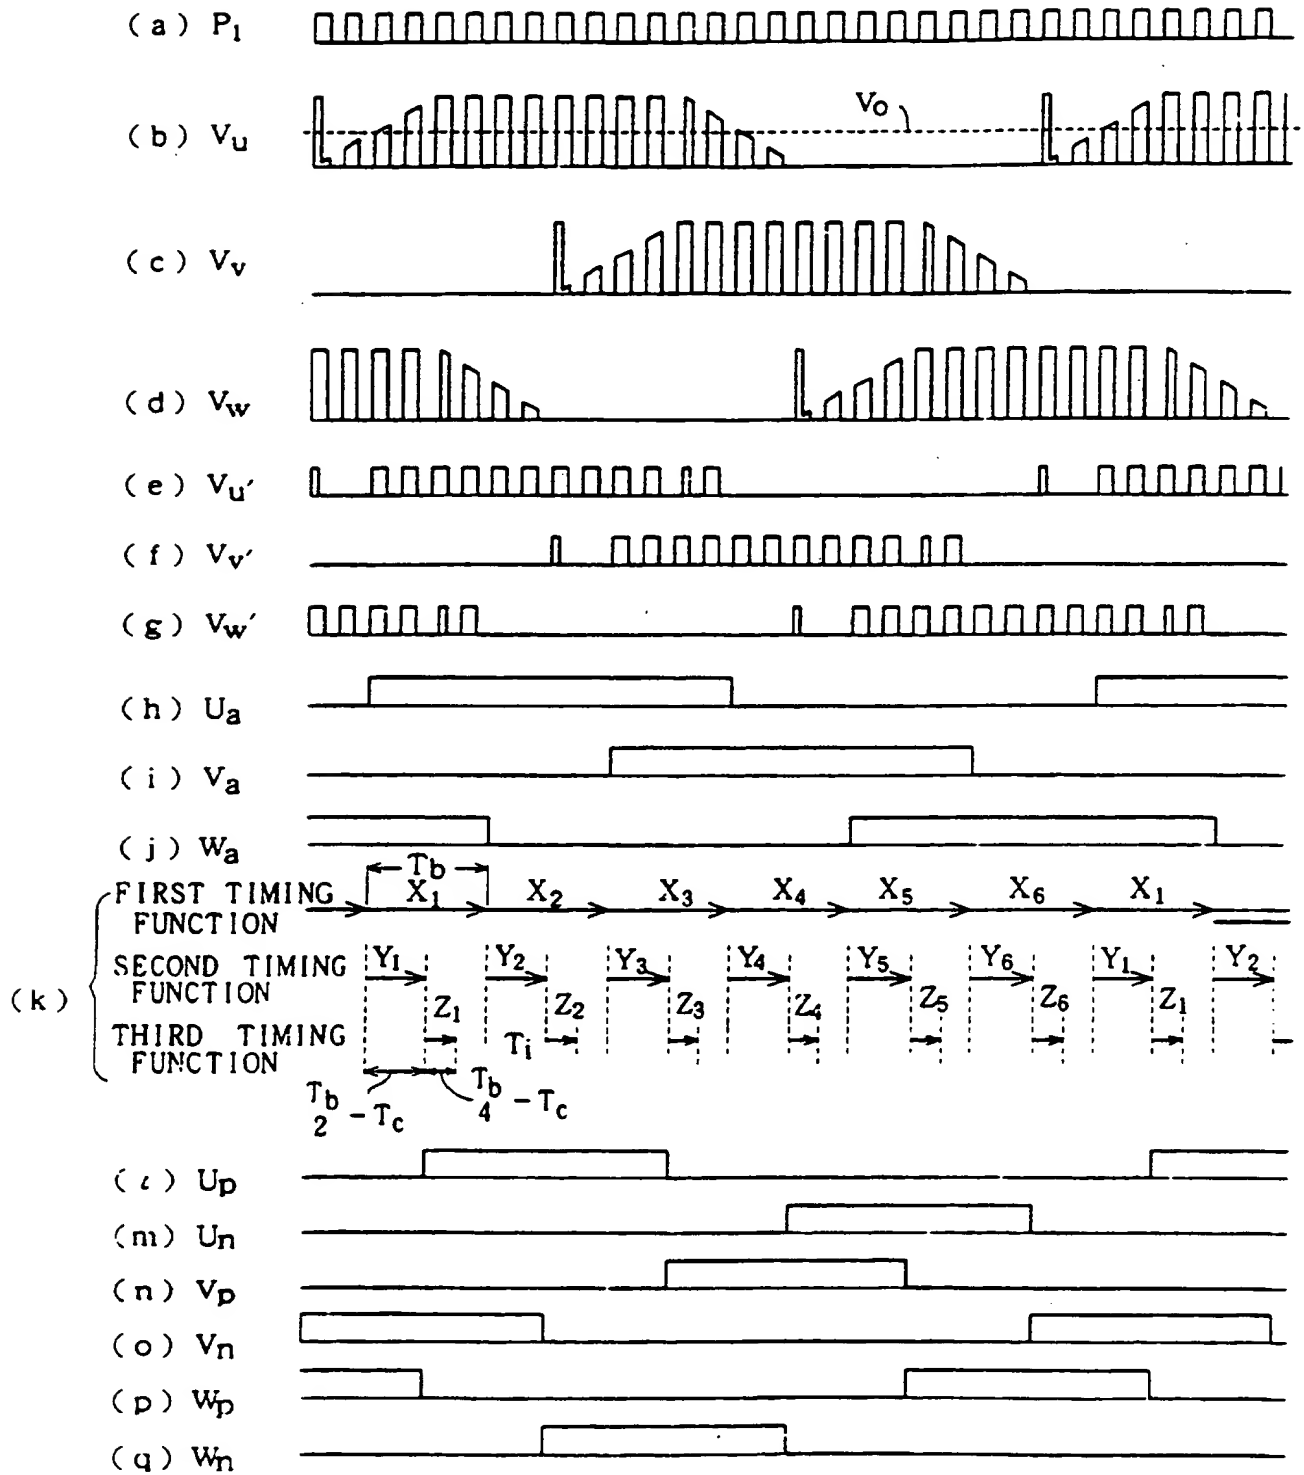 (a) P1
(b) Vu
V0
(c) Vv
(d) Vw
(e) Vu'
(f) Vv'
(g) Vw'
(h) Ua
(i) Va
(j) Wa
Tb
FIRST TIMING FUNCTION X1 X2 X3 X4 X5 X6 X1
(k)
SECOND TIMING FUNCTION Y1 Y2 Y3 Y4 Y5 Y6 Y1 Y2
Z1 Z2 Z3 Z4 Z5 Z6 Z1
THIRD TIMING FUNCTION Ti
Tb/2 - Tc Tb/4 - Tc
(ℓ) Up
(m) Un
(n) Vp
(o) Vn
(p) Wp
(q) Wn